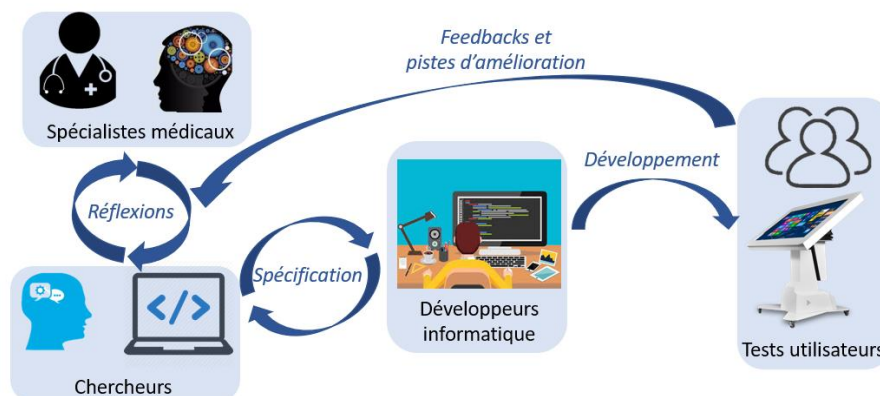 Feedbacks et
pistes d'amélioration
Spécialistes médicaux
Développement
Réflexions
Spécification
</>
Développeurs
informatique
Tests utilisateurs
Chercheurs